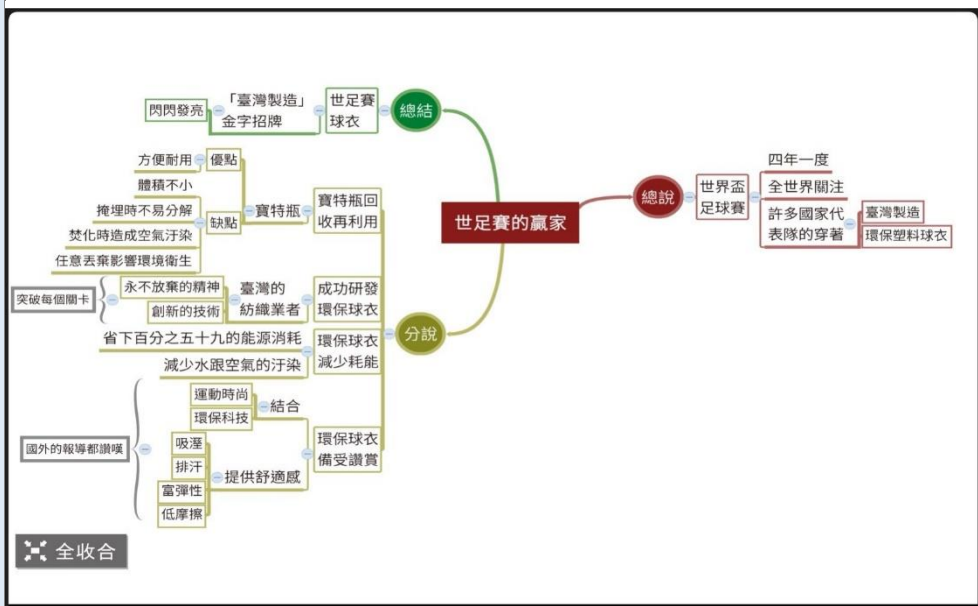 世足賽的贏家
總說
世界盃
足球賽
四年一度
全世界關注
許多國家代
表隊的穿著
臺灣製造
環保塑料球衣
分說
寶特瓶回
收再利用
寶特瓶
優點
方便耐用
缺點
體積不小
掩埋時不易分解
焚化時造成空氣汙染
任意丟棄影響環境衛生
成功研發
環保球衣
臺灣的
紡織業者
永不放棄的精神
創新的技術
突破每個關卡
環保球衣
減少耗能
省下百分之五十九的能源消耗
減少水跟空氣的汙染
環保球衣
備受讚賞
結合
運動時尚
環保科技
提供舒適感
吸溼
排汗
富彈性
低摩擦
國外的報導都讚嘆
總結
世足賽
球衣
「臺灣製造」
金字招牌
閃閃發亮
全收合